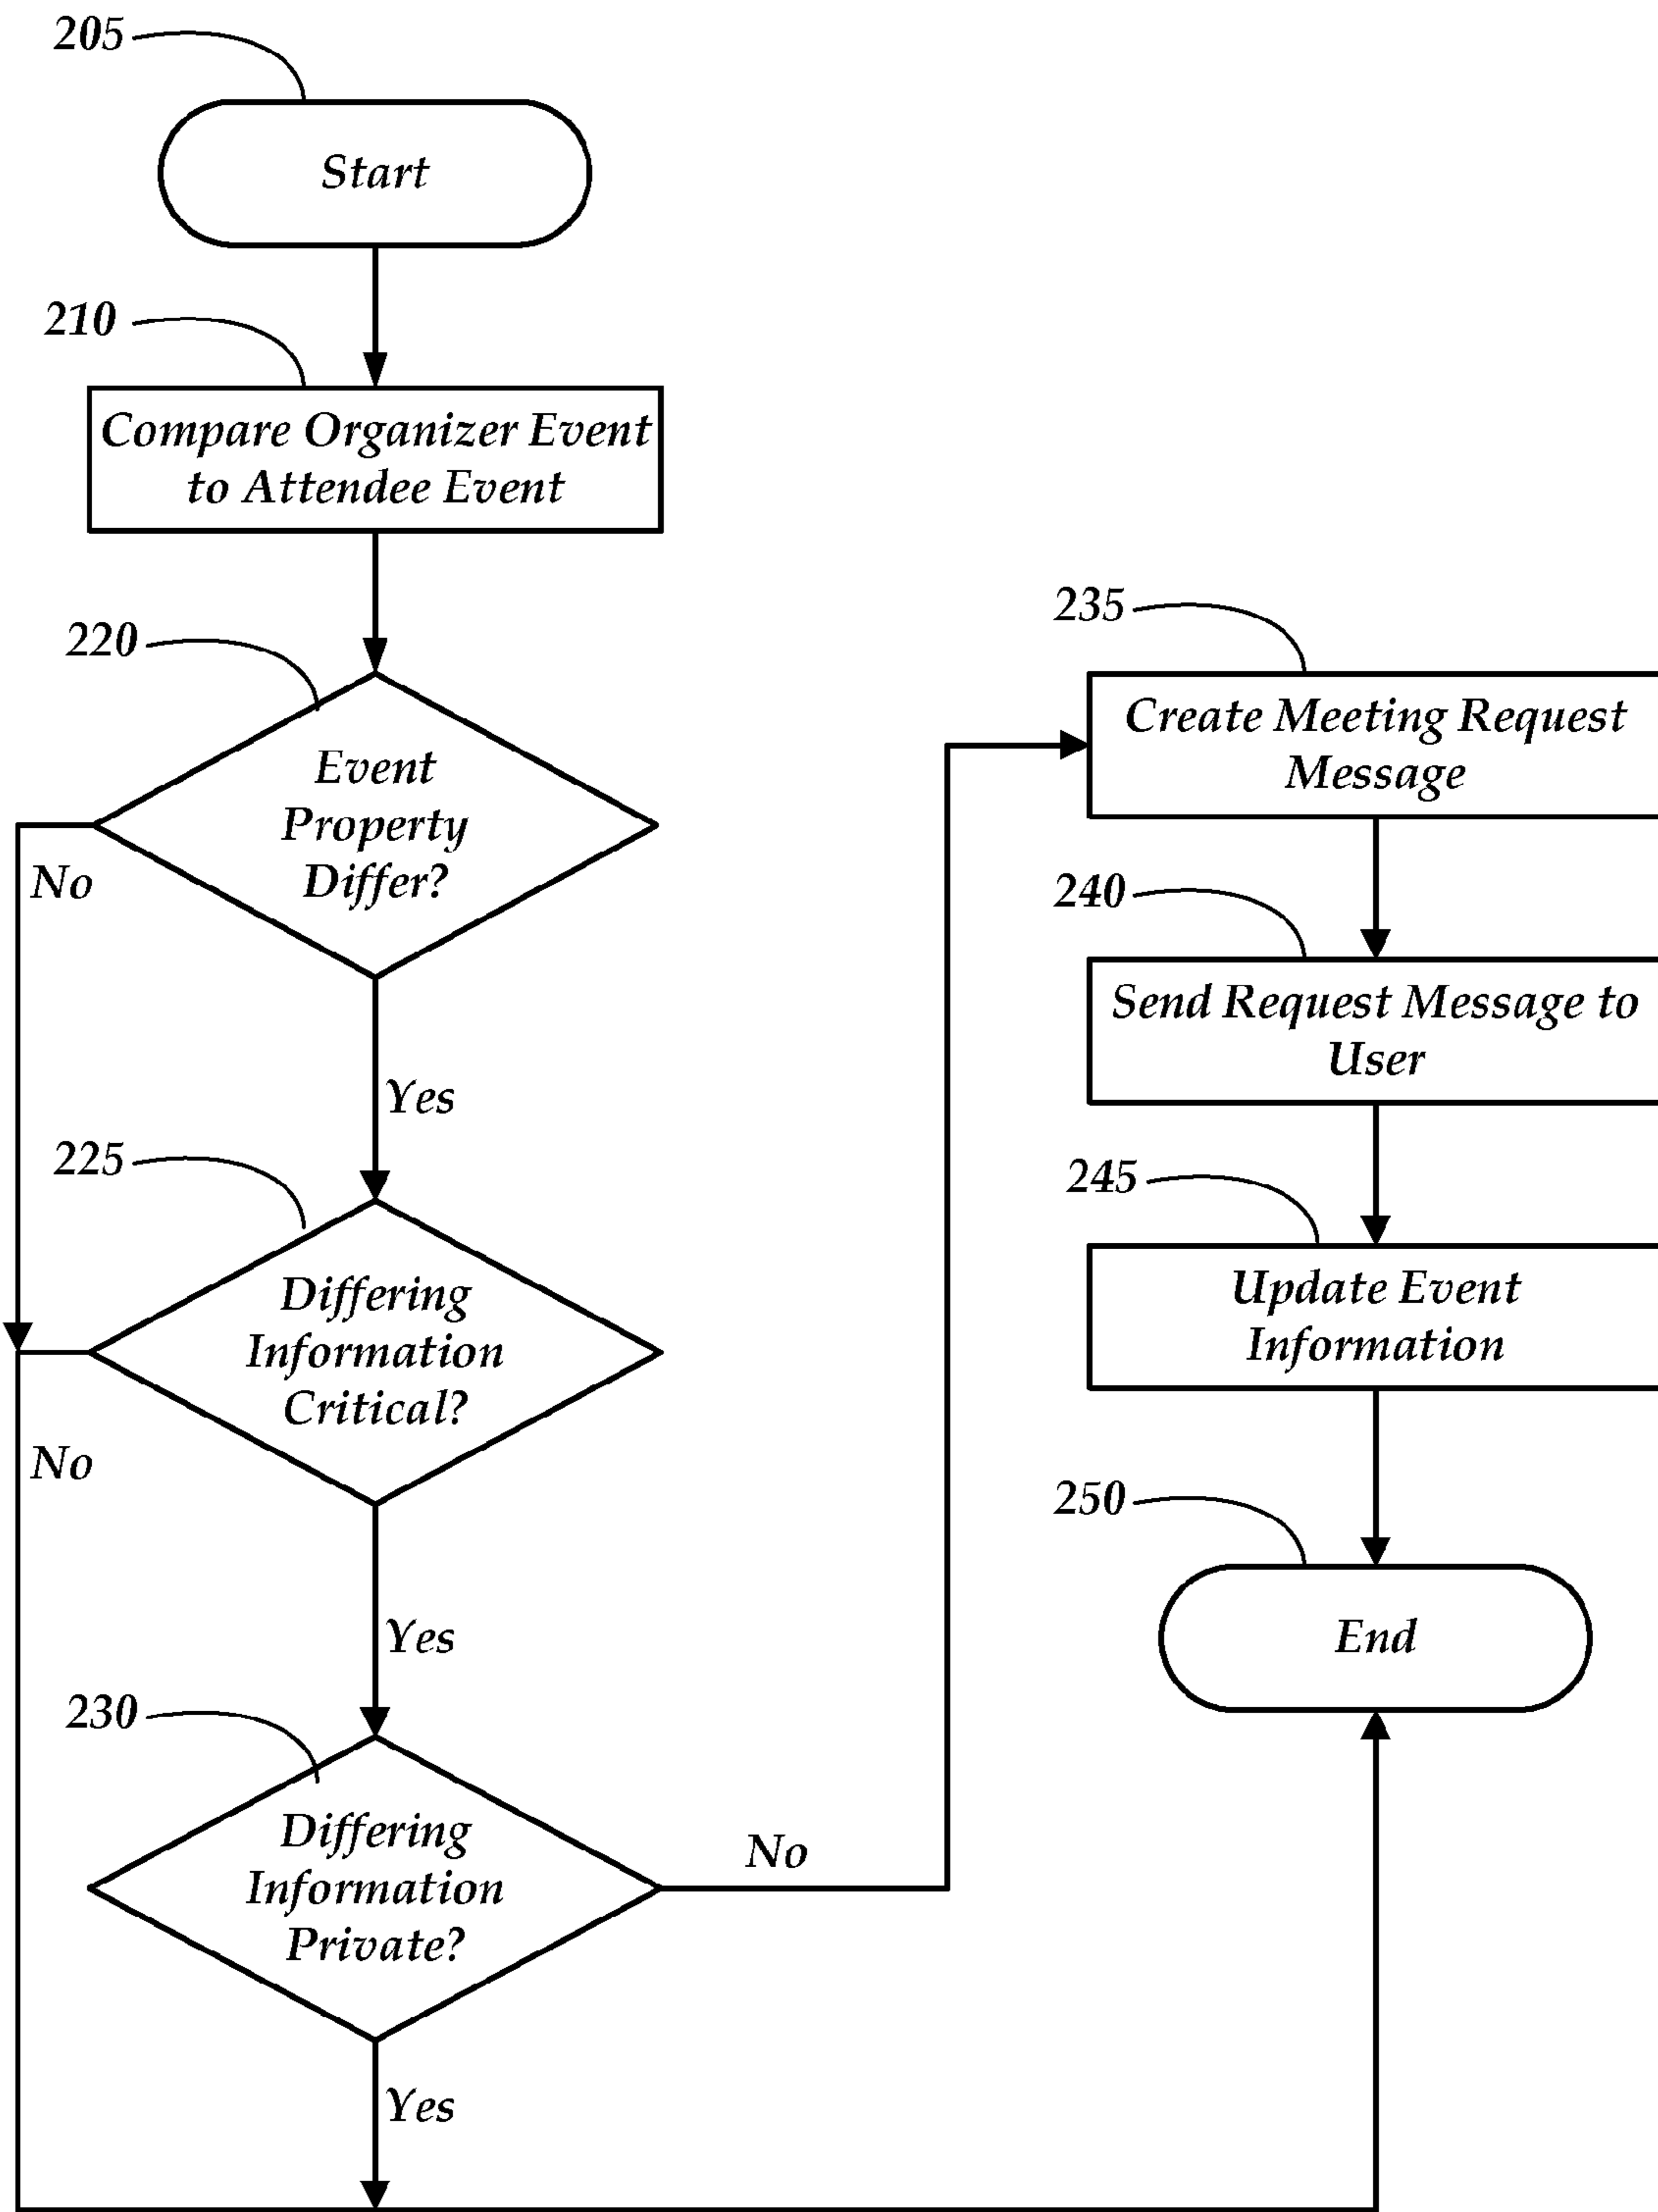 205
Start
210
Compare Organizer Event
to Attendee Event
220
Event
Property
Differ?
No
Yes
225
Differing
Information
Critical?
No
Yes
230
Differing
Information
Private?
No
Yes
235
Create Meeting Request
Message
240
Send Request Message to
User
245
Update Event
Information
250
End